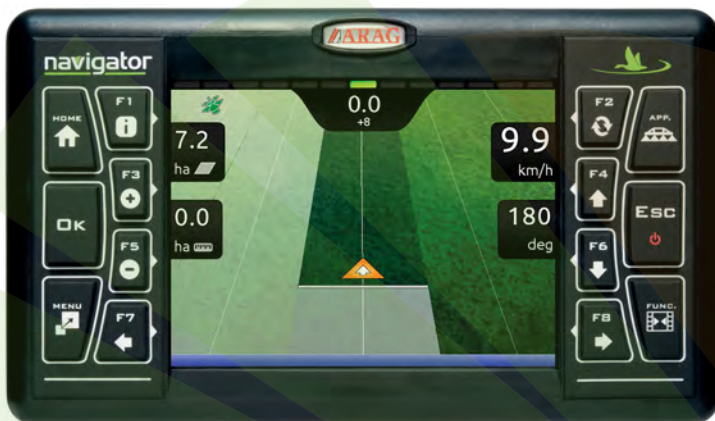 ARAG
navigator
HOME
F1
F3
OK
F5
MENU
F7
0.0
+8
7.2
ha
0.0
ha
9.9
km/h
180
deg
F2
APP.
F4
ESC
F6
FUNC.
F8